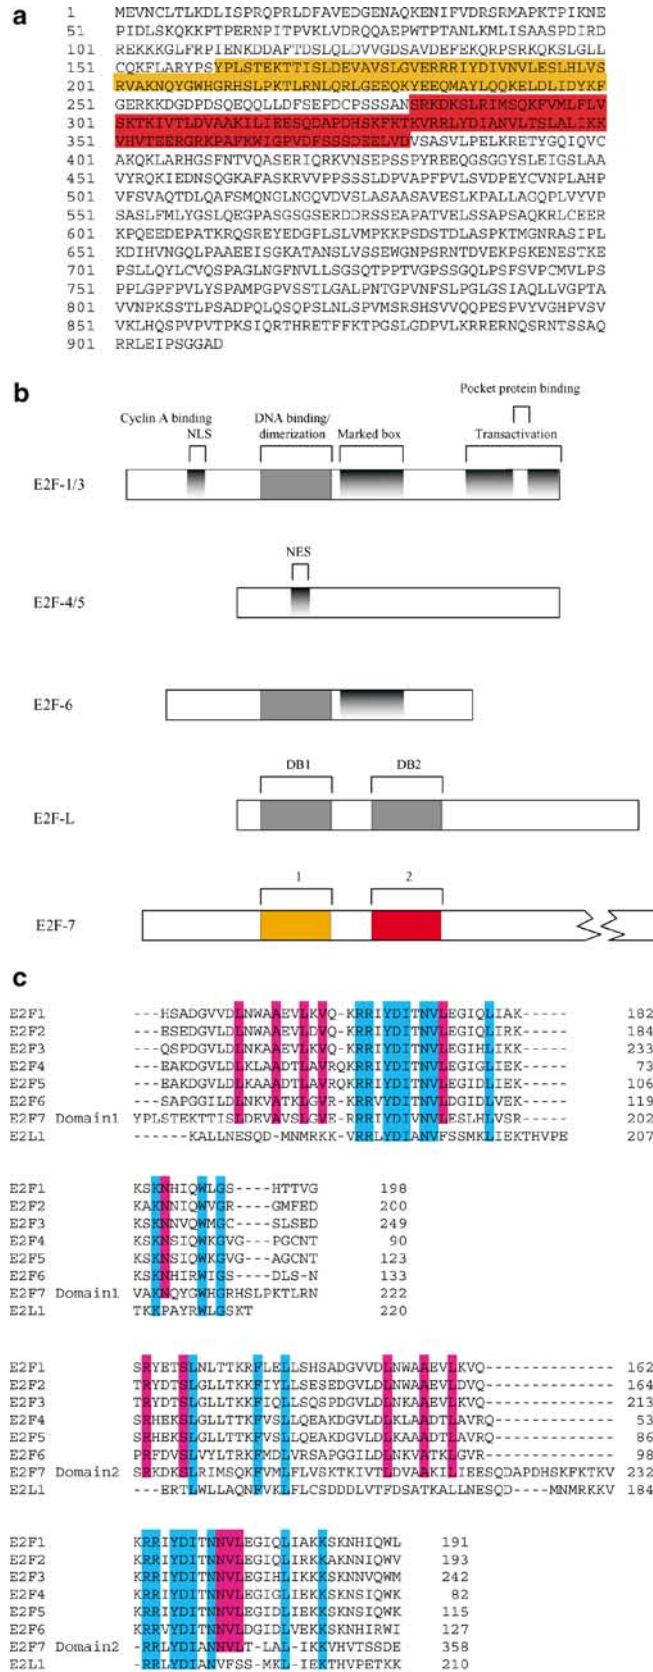 a
1 MEVNCLTLKDLISPRQPRLDFAVEDGENAQKENIFVDRSRMAPKTPIKNE
51 PIDLSKQKKFTPERNPITPVKLVDRQQAEPWTPTANLKMLISAASPDIRD
101 REKKKGLFRPIENKDDAFTDSLQLDVVGDSAVDEFEKQRPSRKQKSLGLL
151 CQKFLARYPSYPLSTEKTTISLDEVAVSLGVERRRIYDIVNVLESLHLVS
201 RVAKNQYGWHGRHSLPKTLRNLQRLGEEQKYEEQMAYLQQKELDLIDYKF
251 GERKKDGDPDSQEQQLLDFSEPDCPSSSANSRKDKSLRIMSQKFVMLFLV
301 SKTKIVTLDVAAKILIEESQDAPDHSKFKTKVRRLYDIANVLTSLALIKK
351 VHVTEERGRKPAFKWIGPVDFSSSDEELVDVSASVLPELKRETYGQIQVC
401 AKQKLARHGSFNTVQASERIQRKVNSEPSSPYREEQGSGGYSLEIGSLAA
451 VYRQKIEDNSQGKAFASKRVVPPSSSLDPVAPFPVLSVDPEYCVNPLAHP
501 VFSVAQTDLQAFSMQNGLNGQVDVSLASAASAVESLKPALLAGQPLVYVP
551 SASLFMLYGSLQEGPASGSGSERDDRSSEAPATVELSSAPSAQKRLCEER
601 KPQEEDEPATKRQSREYEDGPLSLVMPKKPSDSTDLASPKTMGNRASIPL
651 KDIHVNGQLPAAEEISGKATANSLVSSEWGNPSRNTDVEKPSKENESTKE
701 PSLLQYLCVQSPAGLNGFNVLLSGSQTPPTVGPSSGQLPSFSVPCMVLPS
751 PPLGPFPVLYSPAMPGPVSSTLGALPNTGPVNFSLPGLGSIAQLLVGPTA
801 VVNPKSSTLPSADPQLQSQPSLNLSPVMSRSHSVVQQPESPVYVGHPVSV
851 VKLHQSPVPVTPKSIQRTHRETFFKTPGSLGDPVLKRRERNQSRNTSSAQ
901 RRLEIPSGGAD
b
Pocket protein binding
Cyclin A binding DNA binding/
NLS dimerization Marked box Transactivation
E2F-1/3
NES
E2F-4/5
E2F-6
DB1 DB2
E2F-L
1 2
E2F-7
c
E2F1 ---HSADGVVDLNWAAEVLKVQ-KRRIYDITNVLEGIQLIAK----- 182
E2F2 ---ESEDGVLDLNWAAEVLDVQ-KRRIYDITNVLEGIQLIRK----- 184
E2F3 ---QSPDGVLDLNKAAEVLKVQ-KRRIYDITNVLEGIHLIKK----- 233
E2F4 ---EAKDGVLDLKLAADTLAVRQKRRIYDITNVLEGIGLIEK----- 73
E2F5 ---EAKDGVLDLKAAADTLAVRQKRRIYDITNVLEGIDLIEK----- 106
E2F6 ---SAPGGILDLNKVATKLGVR-KRRVYDITNVLDGIDLVEK----- 119
E2F7 Domain1 YPLSTEKTTISLDEVAVSLGVE-RRRIYDIVNVLESLHLVSR----- 202
E2L1 ------KALLNESQD-MNMRKK-VRRLYDIANVFSSMKLIEKTHVPE 207
E2F1 KSKNHIQWLGS----HTTVG 198
E2F2 KAKNNIQWVGR----GMFED 200
E2F3 KSKNNVQWMGC----SLSED 249
E2F4 KSKNSIQWKGVG---PGCNT 90
E2F5 KSKNSIQWKGVG---AGCNT 123
E2F6 KSKNHIRWIGS----DLS-N 133
E2F7 Domain1 VAKNQYGWHGRHSLPKTLRN 222
E2L1 TKKPAYRWLGSKT 220
E2F1 SRYETSLNLTTKRFLELLSHSADGVVDLNWAAEVLKVQ--------------- 162
E2F2 TRYDTSLGLLTKKFIYLLSESEDGVLDLNWAAEVLDVQ--------------- 164
E2F3 TRYDTSLGLLTKKFIQLLSQSPDGVLDLNKAAEVLKVQ--------------- 213
E2F4 SRHEKSLGLLTTKFVSLLQEAKDGVLDLKLAADTLAVRQ-------------- 53
E2F5 SRHEKSLGLLTTKFVSLLQEAKDGVLDLKAAADTLAVRQ-------------- 86
E2F6 PRFDVSLVYLTRKFMDLVRSAPGGILDLNKVATKLGVR--------------- 98
E2F7 Domain2 SRKDKSLRIMSQKFVMLFLVSKTKIVTLDVAAKILIEESQDAPDHSKFKTKV 232
E2L1 ---ERTLWLLAQNFVKLFLCSDDDLVTFDSATKALLNESQD----MNMRKKV 184
E2F1 KRRIYDITNVLEGIQLIAKKSKNHIQWL 191
E2F2 KRRIYDITNVLEGIQLIRKKAKNNIQWV 193
E2F3 KRRIYDITNVLEGIHLIKKKSKNNVQWM 242
E2F4 KRRIYDITNVLEGIGLIEKKSKNSIQWK 82
E2F5 KRRIYDITNVLEGIDLIEKKSKNSIQWK 115
E2F6 KRRVYDITNVLDGIDLVEKKSKNHIRWI 127
E2F7 Domain2 -RRLYDIANVLT-LAL-IKKVHVTSSDE 358
E2L1 -RRLYDIANVFSS-MKL-IEKTHVPETKK 210